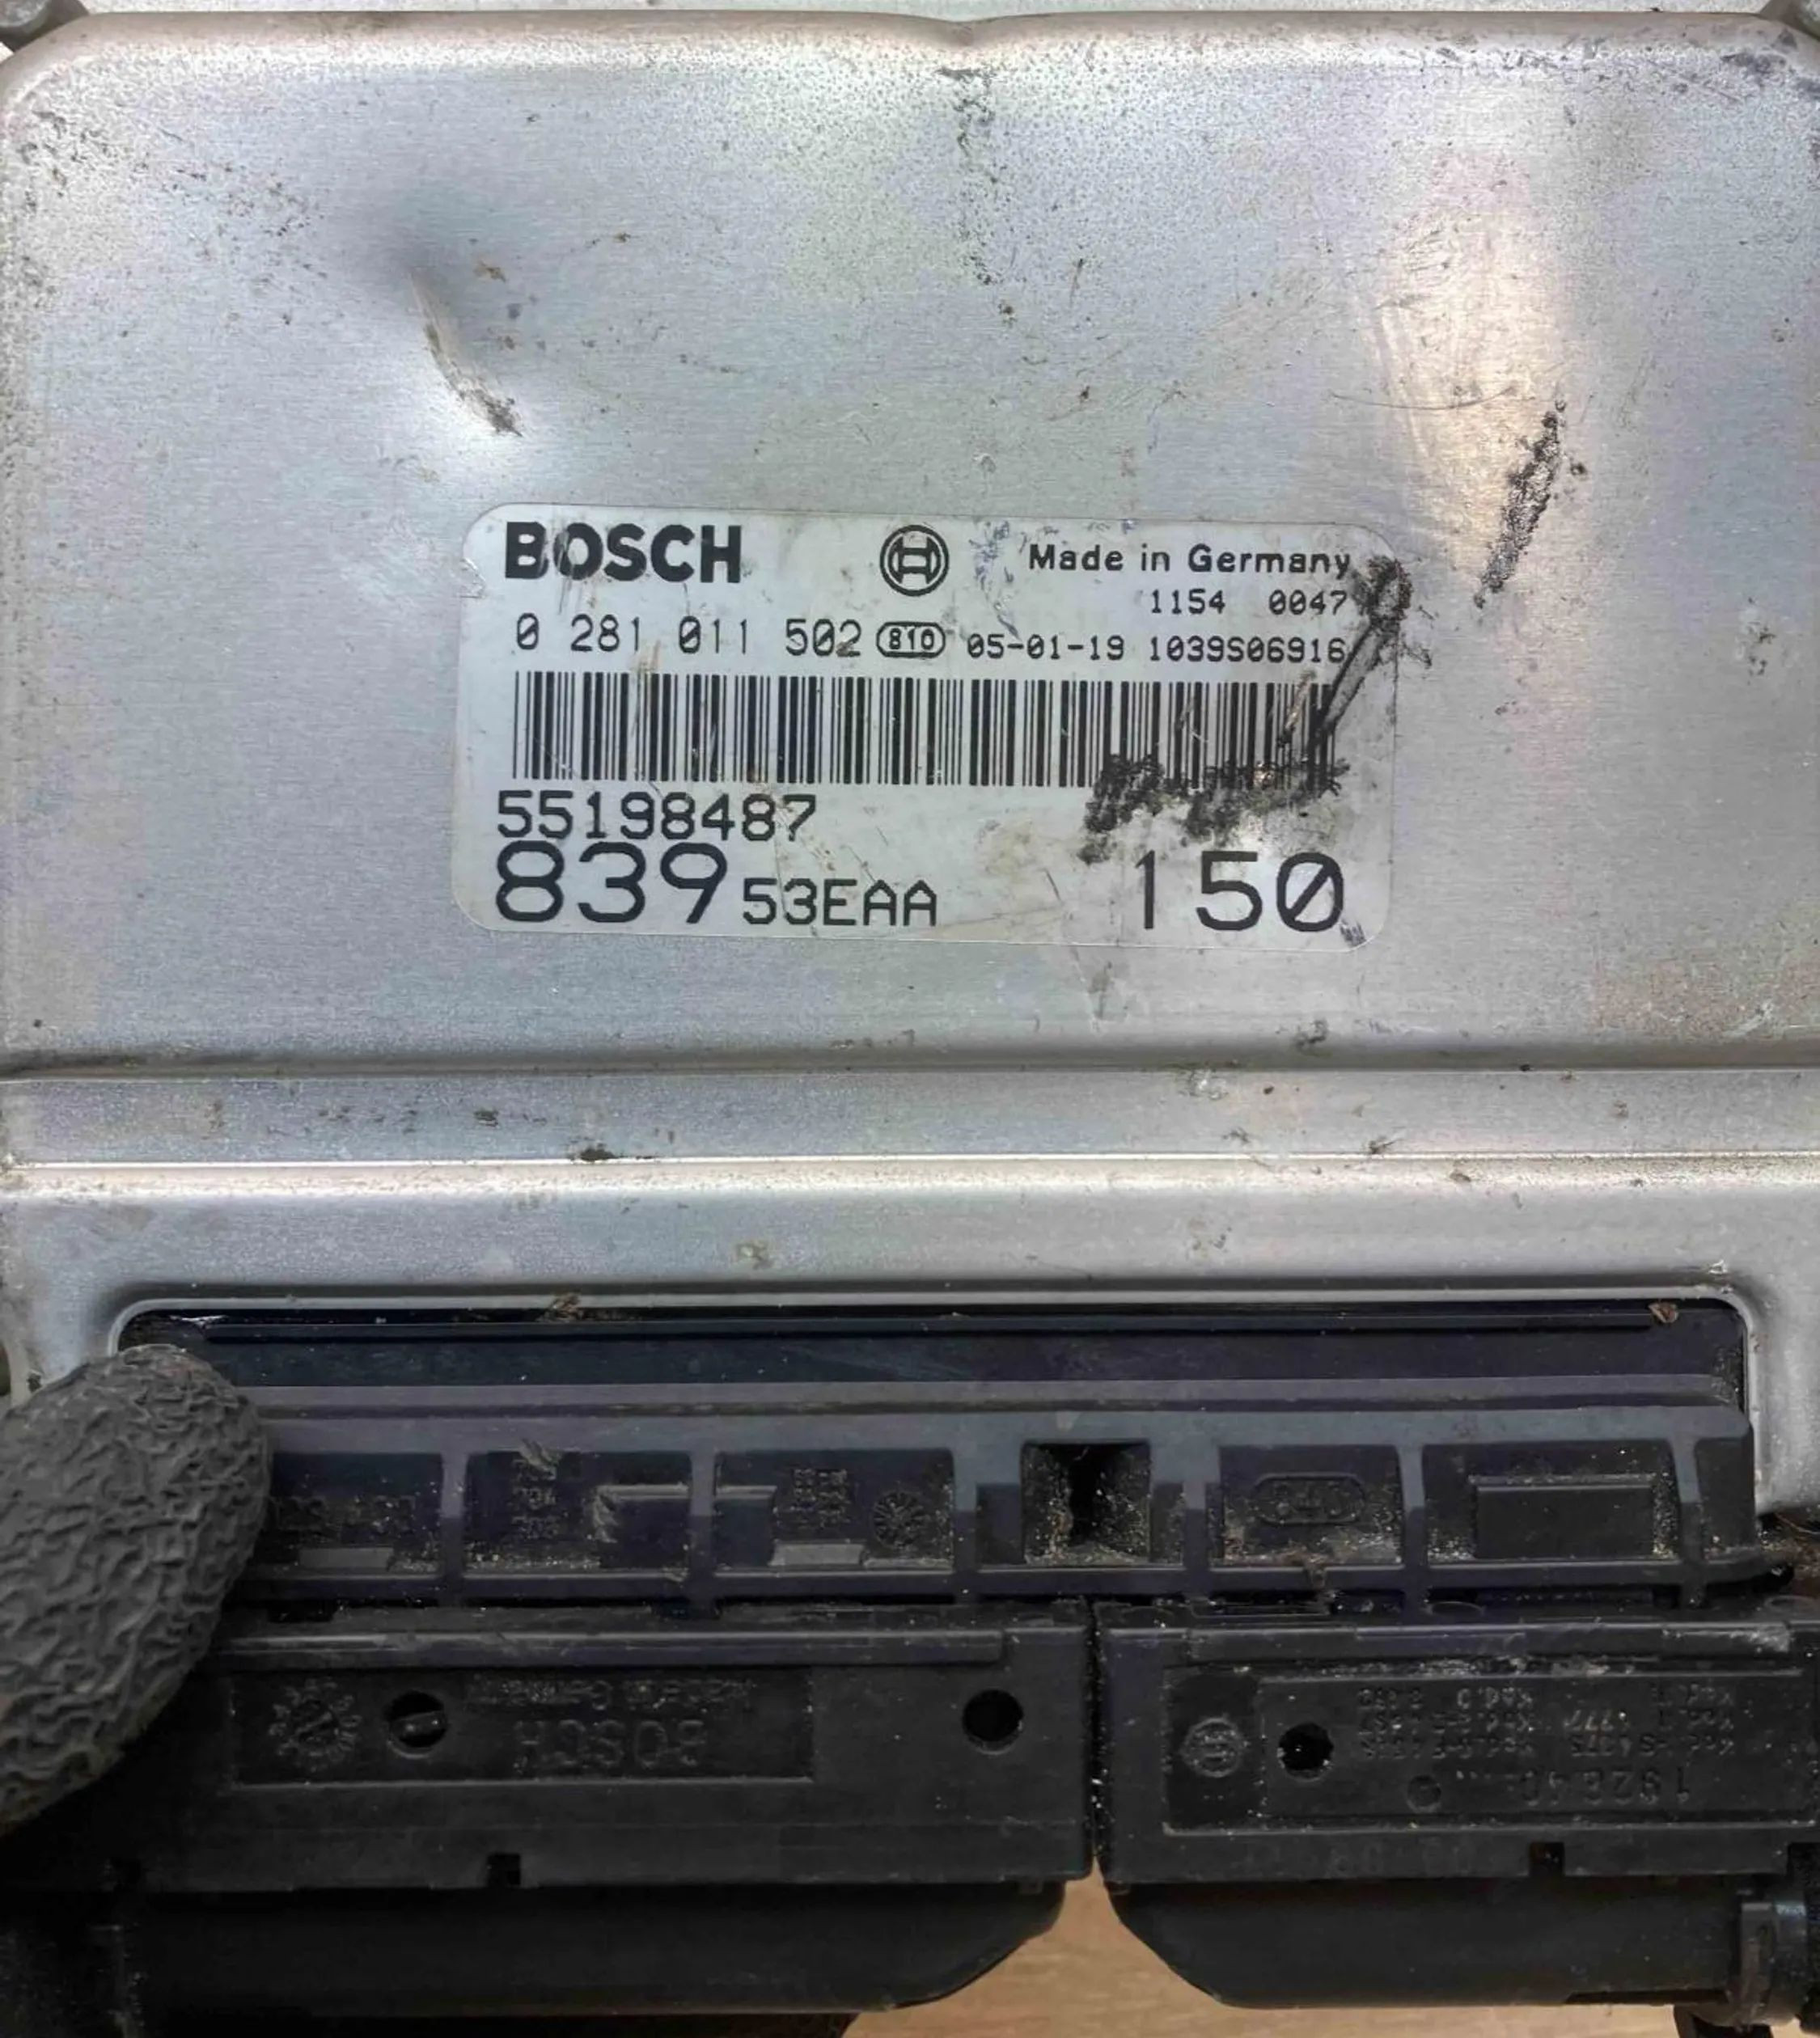 BOSCH Made in Germany
1154 0047
0 281 011 502 810 05-01-19 1039S06916
55198487
839 53EAA 150
BOSCH